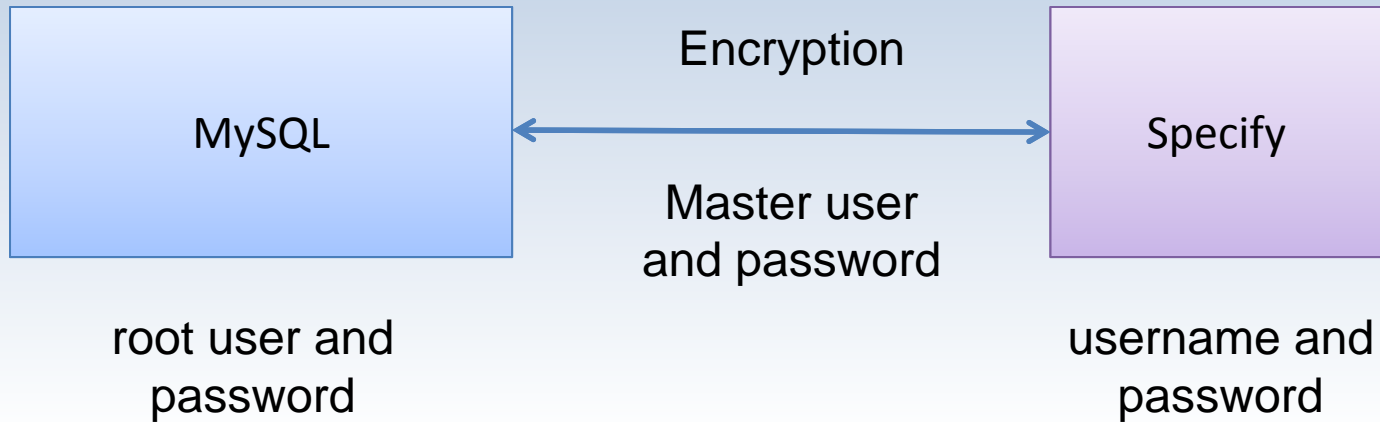 MySQL
Encryption
Master user
and password
Specify
root user and
password
username and
password